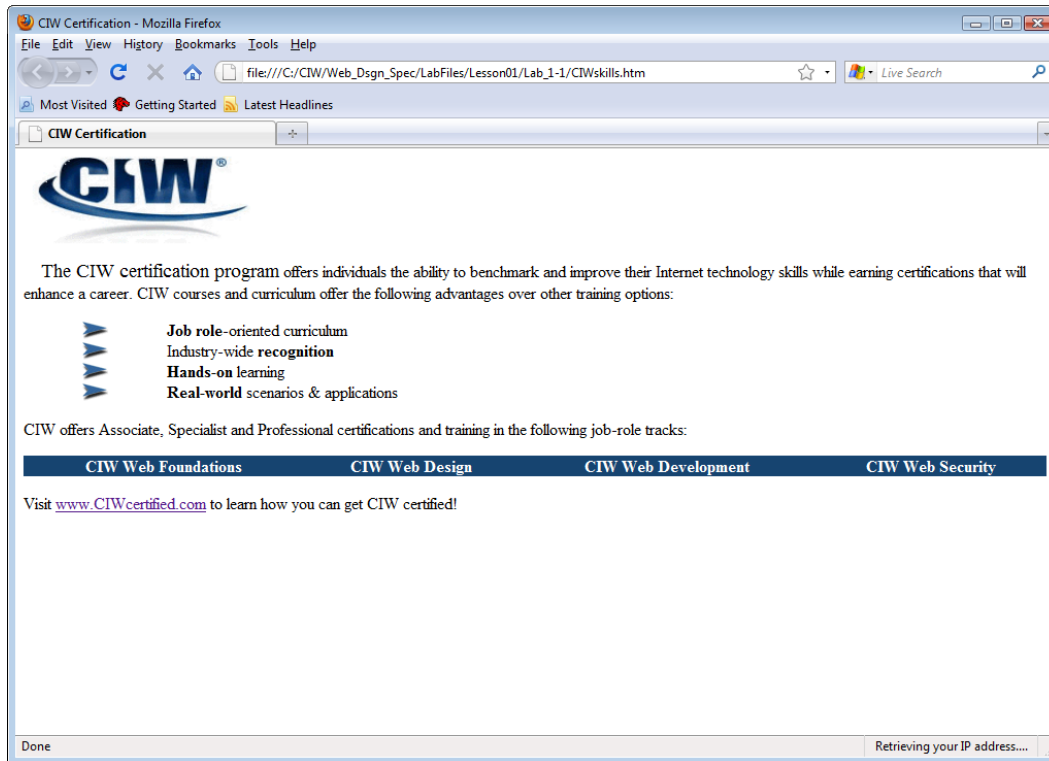 CIW Certification - Mozilla Firefox
File Edit View History Bookmarks Tools Help
file:///C:/CIW/Web_Dsgn_Spec/LabFiles/Lesson01/Lab_1-1/CIWskills.htm
Live Search
Most Visited Getting Started Latest Headlines
CIW Certification
CIW®
The CIW certification program offers individuals the ability to benchmark and improve their Internet technology skills while earning certifications that will
enhance a career. CIW courses and curriculum offer the following advantages over other training options:
Job role-oriented curriculum
Industry-wide recognition
Hands-on learning
Real-world scenarios & applications
CIW offers Associate, Specialist and Professional certifications and training in the following job-role tracks:
CIW Web Foundations CIW Web Design CIW Web Development CIW Web Security
Visit www.CIWcertified.com to learn how you can get CIW certified!
Done Retrieving your IP address....